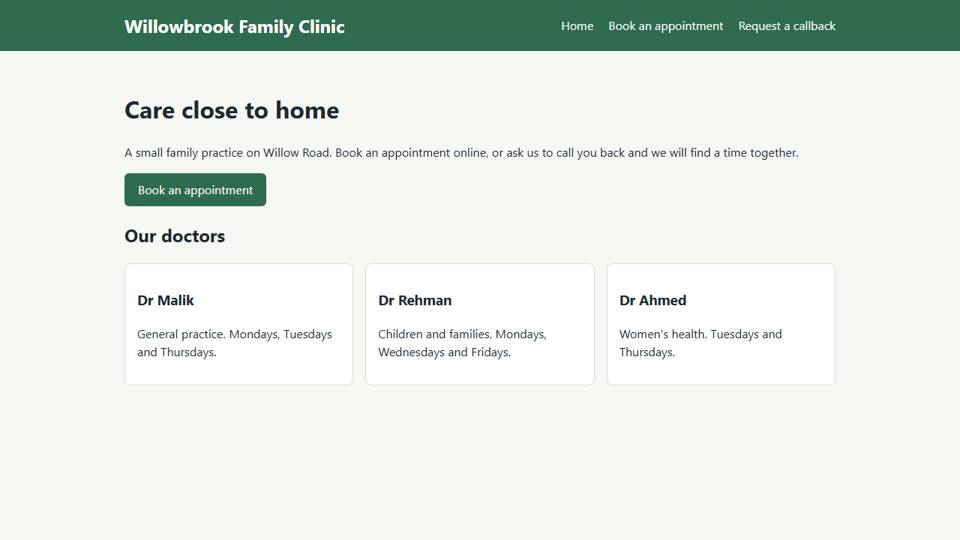 Willowbrook Family Clinic
Home Book an appointment Request a callback
Care close to home
A small family practice on Willow Road. Book an appointment online, or ask us to call you back and we will find a time together.
Book an appointment
Our doctors
Dr Malik
General practice. Mondays, Tuesdays
and Thursdays.
Dr Rehman
Children and families. Mondays,
Wednesdays and Fridays.
Dr Ahmed
Women's health. Tuesdays and
Thursdays.